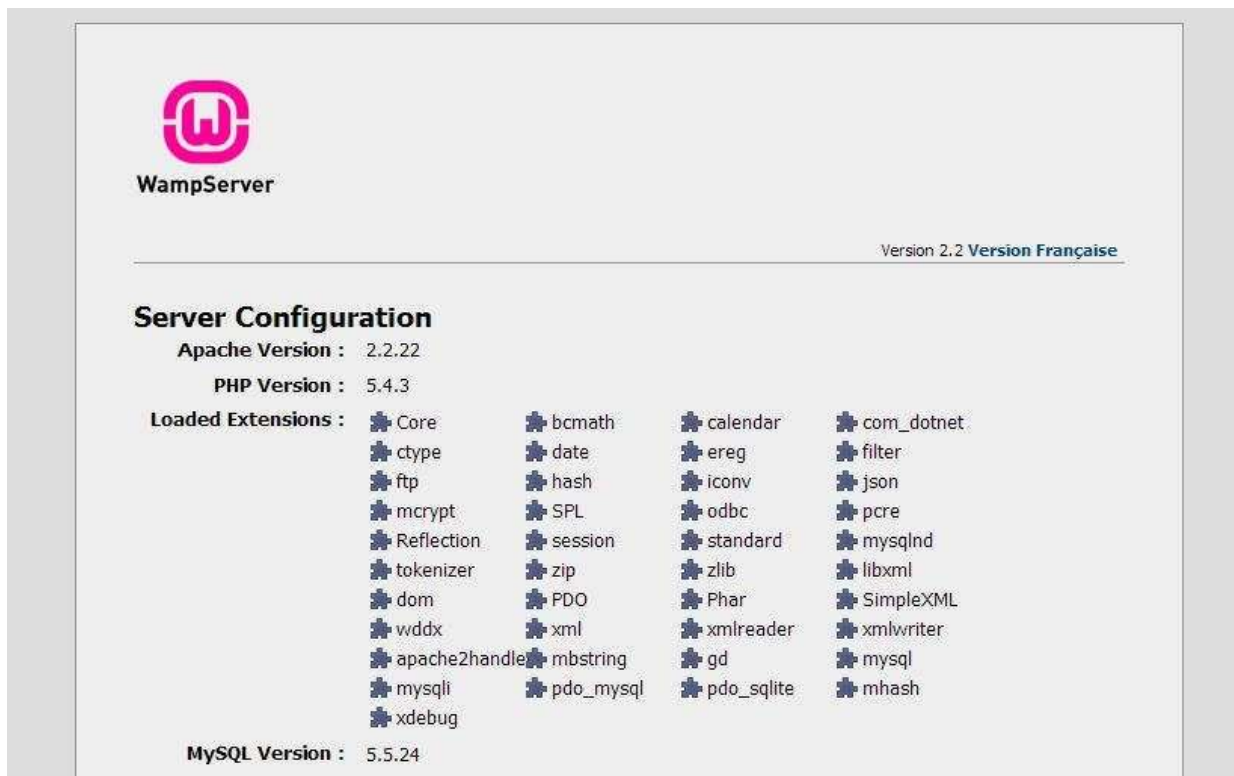 WampServer
Version 2.2 Version Française
Server Configuration
Apache Version : 2.2.22
PHP Version : 5.4.3
Loaded Extensions : Core bcmath calendar com_dotnet
ctype date ereg filter
ftp hash iconv json
mcrypt SPL odbc pcre
Reflection session standard mysqlnd
tokenizer zip zlib libxml
dom PDO Phar SimpleXML
wddx xml xmlreader xmlwriter
apache2handle mbstring gd mysql
mysqli pdo_mysql pdo_sqlite mhash
xdebug
MySQL Version : 5.5.24